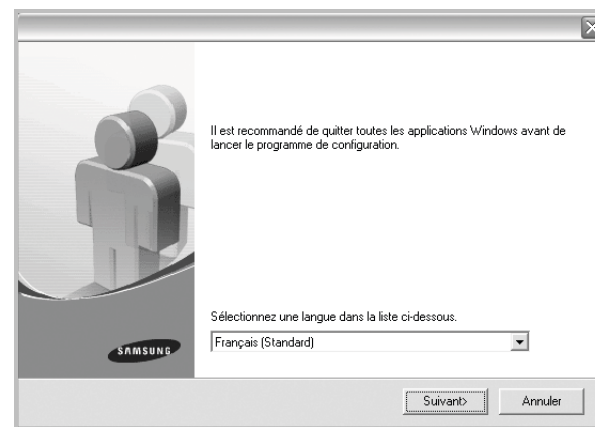 Il est recommandé de quitter toutes les applications Windows avant de
lancer le programme de configuration.
Sélectionnez une langue dans la liste ci-dessous.
Français (Standard)
SAMSUNG
Suivant>
Annuler